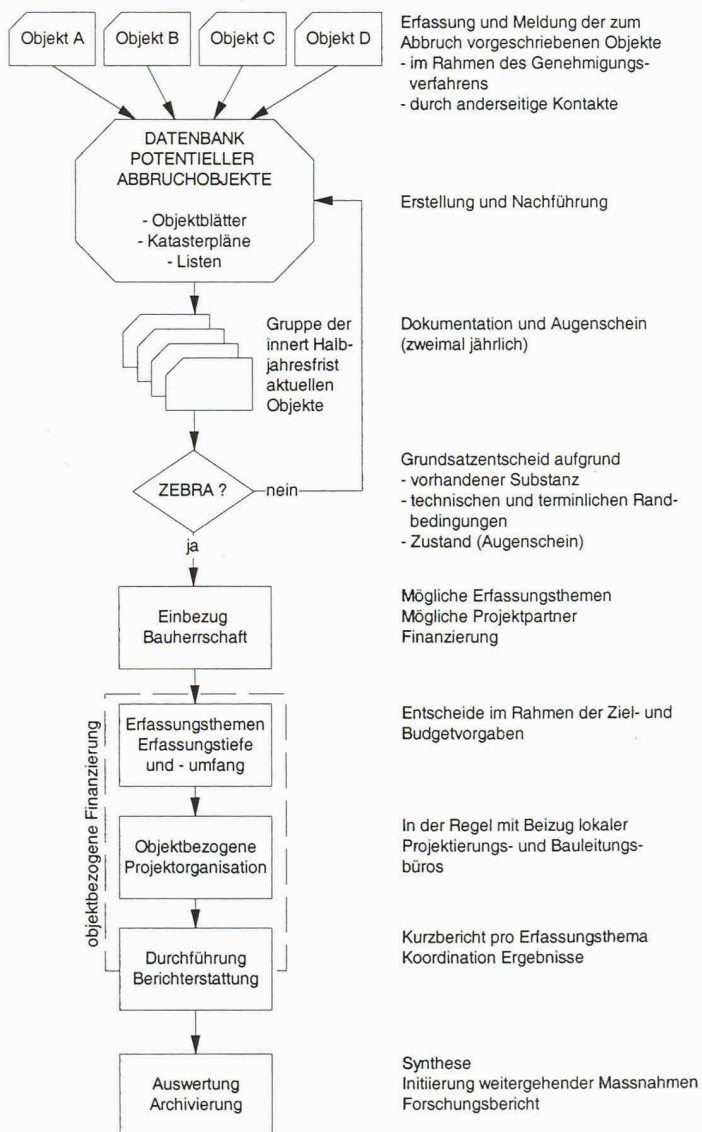 Objekt A
Objekt B
Objekt C
Objekt D
Erfassung und Meldung der zum
Abbruch vorgeschriebenen Objekte
- im Rahmen des Genehmigungs-
verfahrens
- durch anderseitige Kontakte
DATENBANK
POTENTIELLER
ABBRUCHOBJEKTE
- Objektblätter
- Katasterpläne
- Listen
Erstellung und Nachführung
Gruppe der
innert Halb-
jahresfrist
aktuellen
Objekte
Dokumentation und Augenschein
(zweimal jährlich)
ZEBRA ?
nein
ja
Grundsatzentscheid aufgrund
- vorhandener Substanz
- technischen und terminlichen Rand-
bedingungen
- Zustand (Augenschein)
Einbezug
Bauherrschaft
Mögliche Erfassungsthemen
Mögliche Projektpartner
Finanzierung
objektbezogene Finanzierung
Erfassungsthemen
Erfassungstiefe
und - umfang
Entscheide im Rahmen der Ziel- und
Budgetvorgaben
Objektbezogene
Projektorganisation
In der Regel mit Beizug lokaler
Projektierungs- und Bauleitungs-
büros
Durchführung
Berichterstattung
Kurzbericht pro Erfassungsthema
Koordination Ergebnisse
Auswertung
Archivierung
Synthese
Initiierung weitergehender Massnahmen
Forschungsbericht